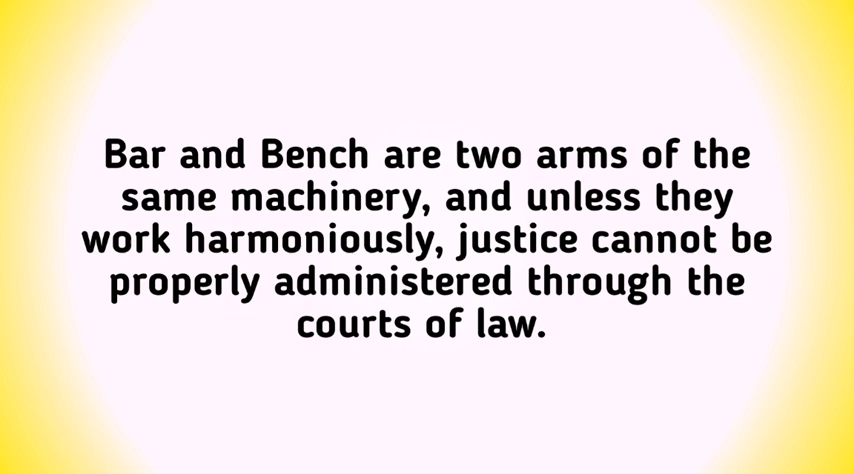 Bar and Bench are two arms of the
same machinery, and unless they
work harmoniously, justice cannot be
properly administered through the
courts of law.